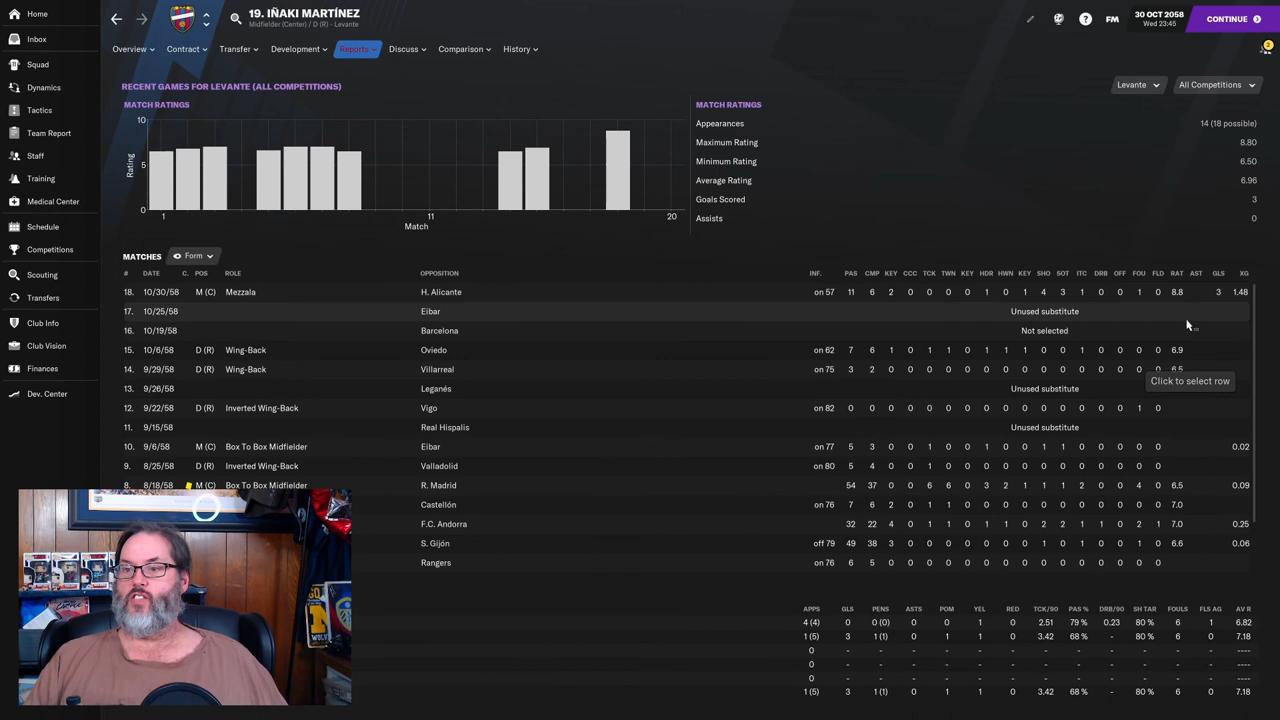 Home
Inbox
Squad
Dynamics
Tactics
Team Report
Staff
Training
Medical Center
Schedule
Competitions
Scouting
Transfers
Club Info
Club Vision
Finances
Dev. Center
19. IÑAKI MARTÍNEZ
Midfielder (Center) / D (R) - Levante
FM
30 OCT 2058
Wed 23:45
CONTINUE
2
Overview
Contract
Transfer
Development
Reports
Discuss
Comparison
History
RECENT GAMES FOR LEVANTE (ALL COMPETITIONS)
Levante
All Competitions
MATCH RATINGS
10
5
0
Rating
1
11
20
Match
MATCH RATINGS
Appearances 14 (18 possible)
Maximum Rating 8.80
Minimum Rating 6.50
Average Rating 6.96
Goals Scored 3
Assists 0
MATCHES Form
# DATE C. POS ROLE OPPOSITION INF. PAS CMP KEY CCC TCK TWN KEY HDR HWN KEY SHO SOT ITC DRB OFF FOU FLD RAT AST GLS XG
18. 10/30/58 M (C) Mezzala H. Alicante on 57 11 6 2 0 0 0 0 1 0 1 4 3 0 0 0 1 0 8.8 3 1.48
17. 10/25/58 Eibar Unused substitute
16. 10/19/58 Barcelona Not selected
15. 10/6/58 D (R) Wing-Back Oviedo on 62 7 6 1 0 1 1 0 1 1 1 0 0 1 0 0 0 0 6.9
14. 9/29/58 D (R) Wing-Back Villarreal on 75 3 2 0 0 0 0 0 0 0 0 0 0 0 0 0 0 0 6.5
13. 9/26/58 Leganés Unused substitute
12. 9/22/58 D (R) Inverted Wing-Back Vigo on 82 0 0 0 0 0 0 0 0 0 0 0 0 0 0 0 1 0
11. 9/15/58 Real Hispalis Unused substitute
10. 9/6/58 M (C) Box To Box Midfielder Eibar on 77 5 3 0 0 1 0 0 1 0 0 1 1 0 0 0 0 0 0.02
9. 8/25/58 D (R) Inverted Wing-Back Valladolid on 80 5 4 0 0 1 0 0 0 0 0 0 0 0 0 0 0 0
8. 8/18/58 M (C) Box To Box Midfielder R. Madrid 54 37 0 0 6 6 0 3 2 1 1 1 2 0 0 4 0 6.5 0.09
Castellón on 76 7 6 2 0 1 1 0 0 0 0 0 0 0 0 0 0 0 7.0
F.C. Andorra 32 22 4 0 1 1 0 1 1 0 2 2 1 1 0 2 1 7.0 0.25
S. Gijón off 79 49 38 3 0 0 0 0 0 0 0 1 0 1 0 0 1 0 6.6 0.06
Rangers on 76 6 5 0 0 0 0 0 0 0 0 0 0 0 0 0 0 0
Click to select row
APPS GLS PENS ASTS POM YEL RED TCK/90 PAS % DRB/90 SH TAR FOULS FLS AG AV R
4 (4) 0 0 (0) 0 0 1 0 2.51 79 % 0.23 80 % 6 1 6.82
1 (5) 3 1 (1) 0 1 1 0 3.42 68 % - 80 % 6 0 7.18
0 - - - - - - - - - - - - ----
0 - - - - - - - - - - - - ----
0 - - - - - - - - - - - - ----
1 (5) 3 1 (1) 0 1 1 0 3.42 68 % - 80 % 6 0 7.18